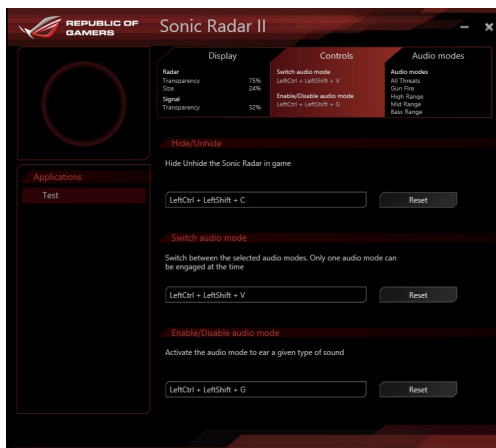 REPUBLIC OF
GAMERS
Sonic Radar II
Display
Radar
Transparency 75%
Size 24%
Signal
Transparency 32%
Controls
Switch audio mode
LeftCtrl + LeftShift + V
Enable/Disable audio mode
LeftCtrl + LeftShift + G
Audio modes
Audio modes
All Threats
Gun Fire
High Range
Mid Range
Bass Range
Applications
Test
Hide/Unhide
Hide Unhide the Sonic Radar in game
LeftCtrl + LeftShift + C
Reset
Switch audio mode
Switch between the selected audio modes. Only one audio mode can
be engaged at the time
LeftCtrl + LeftShift + V
Reset
Enable/Disable audio mode
Activate the audio mode to ear a given type of sound
LeftCtrl + LeftShift + G
Reset